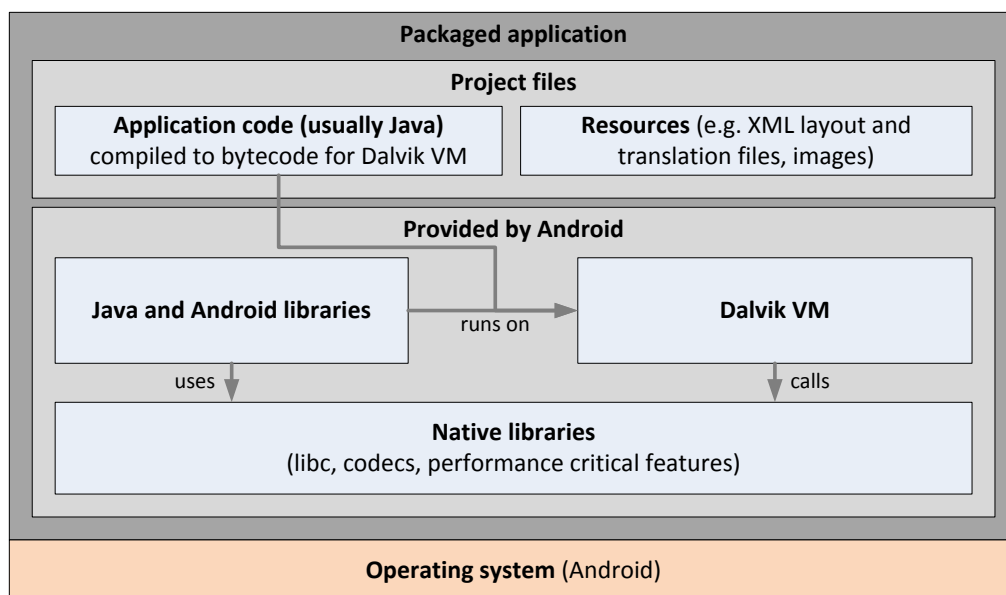 Packaged application
Project files
Application code (usually Java)
compiled to bytecode for Dalvik VM
Resources (e.g. XML layout and
translation files, images)
Provided by Android
Java and Android libraries
runs on
Dalvik VM
uses
calls
Native libraries
(libc, codecs, performance critical features)
Operating system (Android)